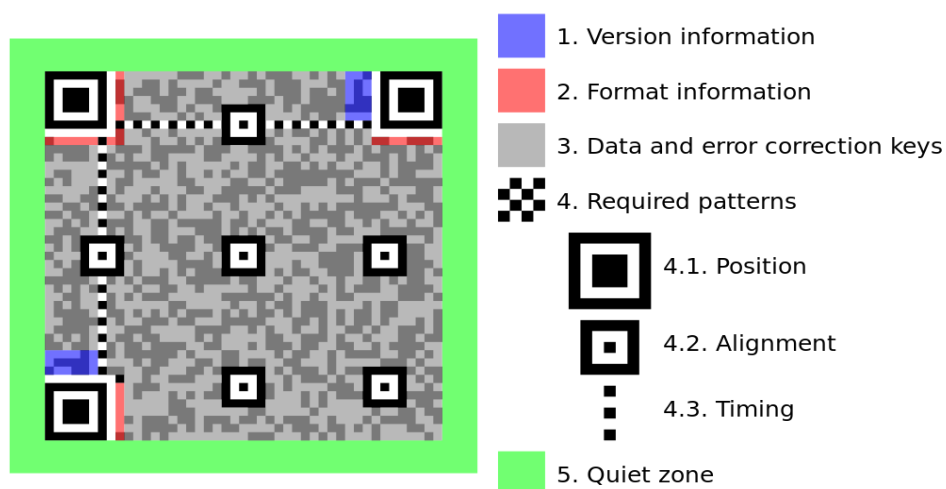 1. Version information
2. Format information
3. Data and error correction keys
4. Required patterns
4.1. Position
4.2. Alignment
4.3. Timing
5. Quiet zone